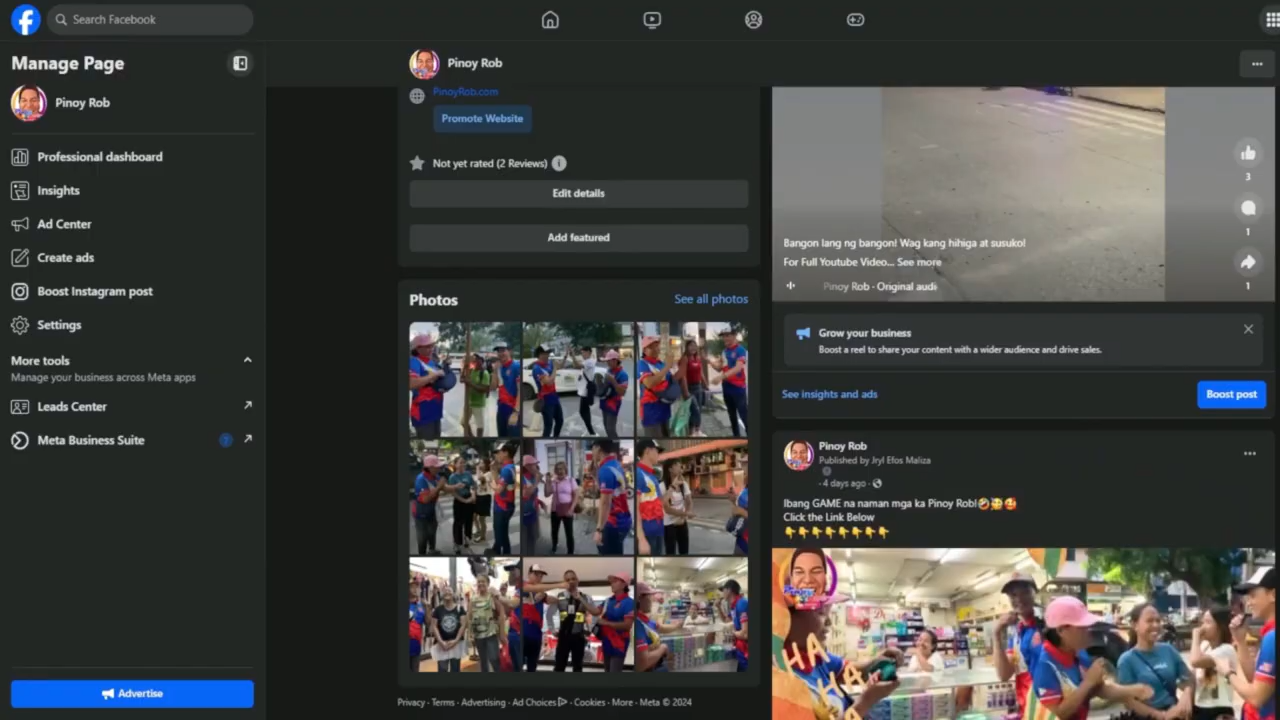 Search Facebook
Manage Page
Pinoy Rob
Professional dashboard
Insights
Ad Center
Create ads
Boost Instagram post
Settings
More tools
Manage your business across Meta apps
Leads Center
Meta Business Suite
Advertise
Pinoy Rob
PinoyRob.com
Promote Website
Not yet rated (2 Reviews)
Edit details
Add featured
Photos
See all photos
Privacy · Terms · Advertising · Ad Choices · Cookies · More · Meta © 2024
3
1
1
Bangon lang ng bangon! Wag kang hihiga at susuko!
For Full Youtube Video... See more
Pinoy Rob · Original audi
Grow your business
Boost a reel to share your content with a wider audience and drive sales.
See insights and ads
Boost post
Pinoy Rob
Published by Jryl Efos Maliza
· 4 days ago ·
Ibang GAME na naman mga ka Pinoy Rob!🤣🥰🥰
Click the Link Below
👇👇👇👇👇👇👇👇
HA
HA